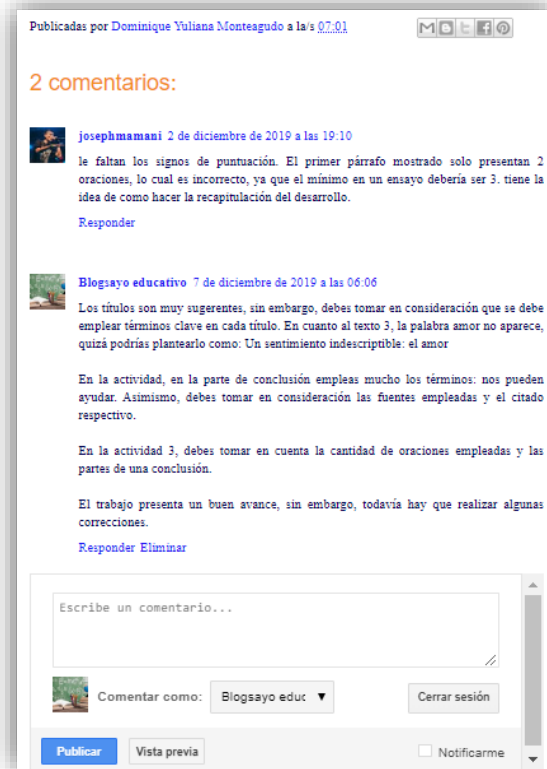 Publicadas por Dominique Yuliana Monteagudo a la/s 07:01
2 comentarios:
josephmamani 2 de diciembre de 2019 a las 19:10
le faltan los signos de puntuación. El primer párrafo mostrado solo presentan 2
oraciones, lo cual es incorrecto, ya que el mínimo en un ensayo debería ser 3. tiene la
idea de como hacer la recapitulación del desarrollo.
Responder
Blogsayo educativo 7 de diciembre de 2019 a las 06:06
Los títulos son muy sugerentes, sin embargo, debes tomar en consideración que se debe
emplear términos clave en cada título. En cuanto al texto 3, la palabra amor no aparece,
quizá podrías plantearlo como: Un sentimiento indescriptible: el amor
En la actividad, en la parte de conclusión empleas mucho los términos: nos pueden
ayudar. Asimismo, debes tomar en consideración las fuentes empleadas y el citado
respectivo.
En la actividad 3, debes tomar en cuenta la cantidad de oraciones empleadas y las
partes de una conclusión.
El trabajo presenta un buen avance, sin embargo, todavía hay que realizar algunas
correcciones.
Responder Eliminar
Escribe un comentario...
Comentar como: Blogsayo educ Cerrar sesión
Publicar Vista previa Notificarme